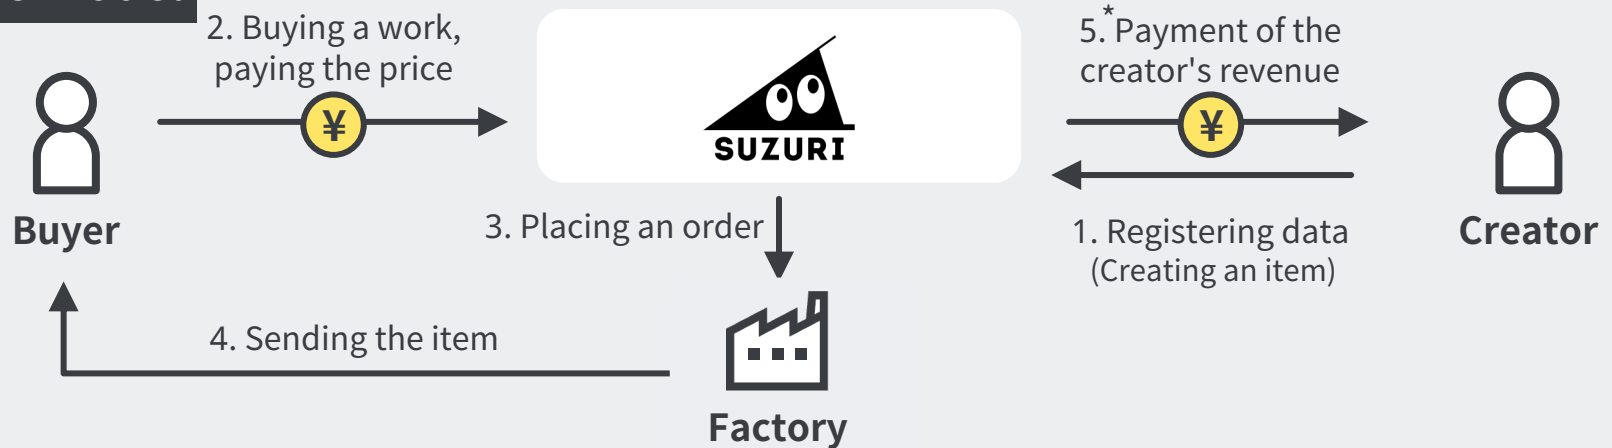 2. Buying a work,
paying the price
¥
SUZURI
5.*Payment of the
creator's revenue
¥
Buyer
3. Placing an order
1. Registering data
(Creating an item)
Creator
4. Sending the item
Factory